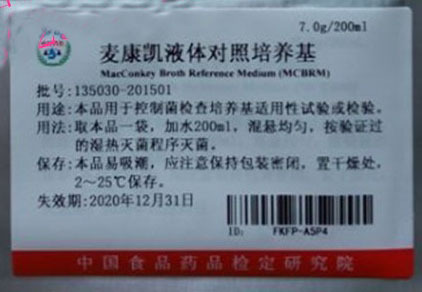 7.0g/200ml
麦康凯液体对照培养基
MacConkey Broth Reference Medium (MCBRM)
批号:135030-201501
用途:本品用于控制菌检查培养基适用性试验或检验。
用法:取本品一袋，加水200ml，混悬均匀，按验证过
的湿热灭菌程序灭菌。
保存:本品易吸潮，应注意保持包装密闭，置干燥处，
2～25℃保存。
失效期:2020年12月31日
ID: FKFP-A5P4
中国食品药品检定研究院